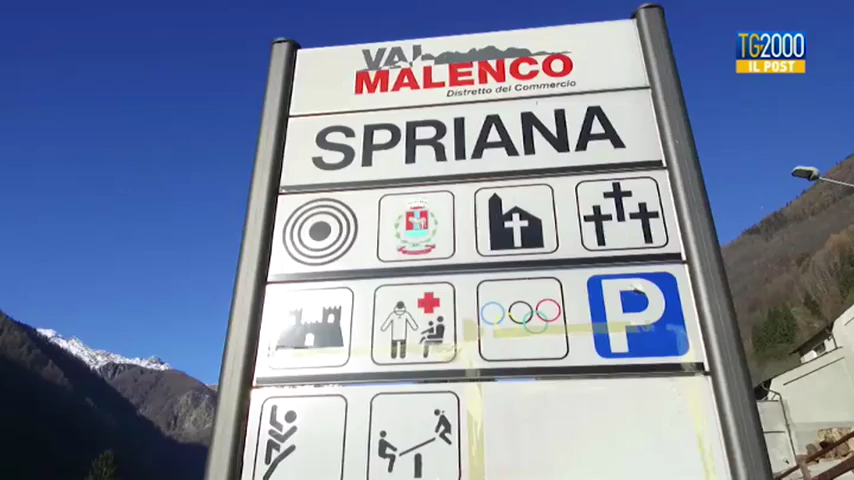 TG2000
IL POST
VAL
MALENCO
Distretto del Commercio
SPRIANA
P